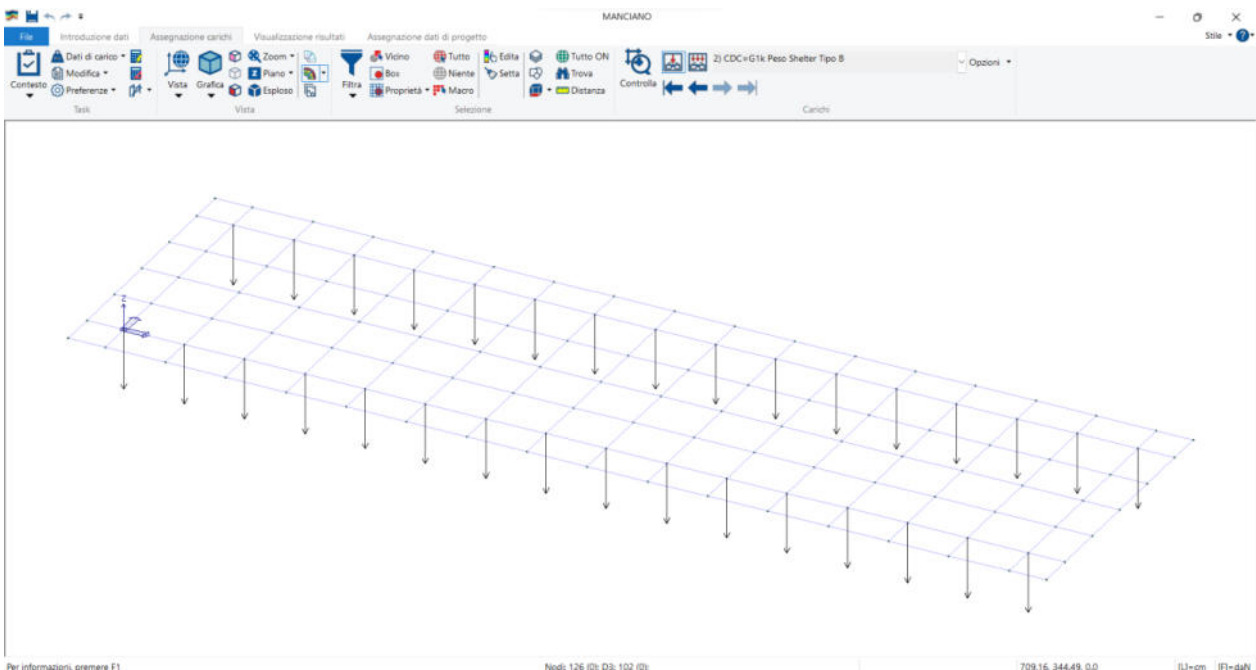 MANCIANO
File Introduzione dati Assegnazione carichi Visualizzazione risultati Assegnazione dati di progetto Stile
Contesto
Dati di carico
Modifica
Preferenze
Task
Vista
Grafica
Zoom
Piano
Esploso
Vista
Filtra
Vicino
Box
Proprietà
Tutto
Niente
Macro
Edita
Setta
Tutto ON
Trova
Distanza
Selezione
Controlla
2) CDC=G1k Peso Shelter Tipo B
Opzioni
Carichi
Z
Per informazioni, premere F1 Nodi: 126 (0); D3: 102 (0); 709.16, 344.49, 0.0 [L]=cm [F]=daN